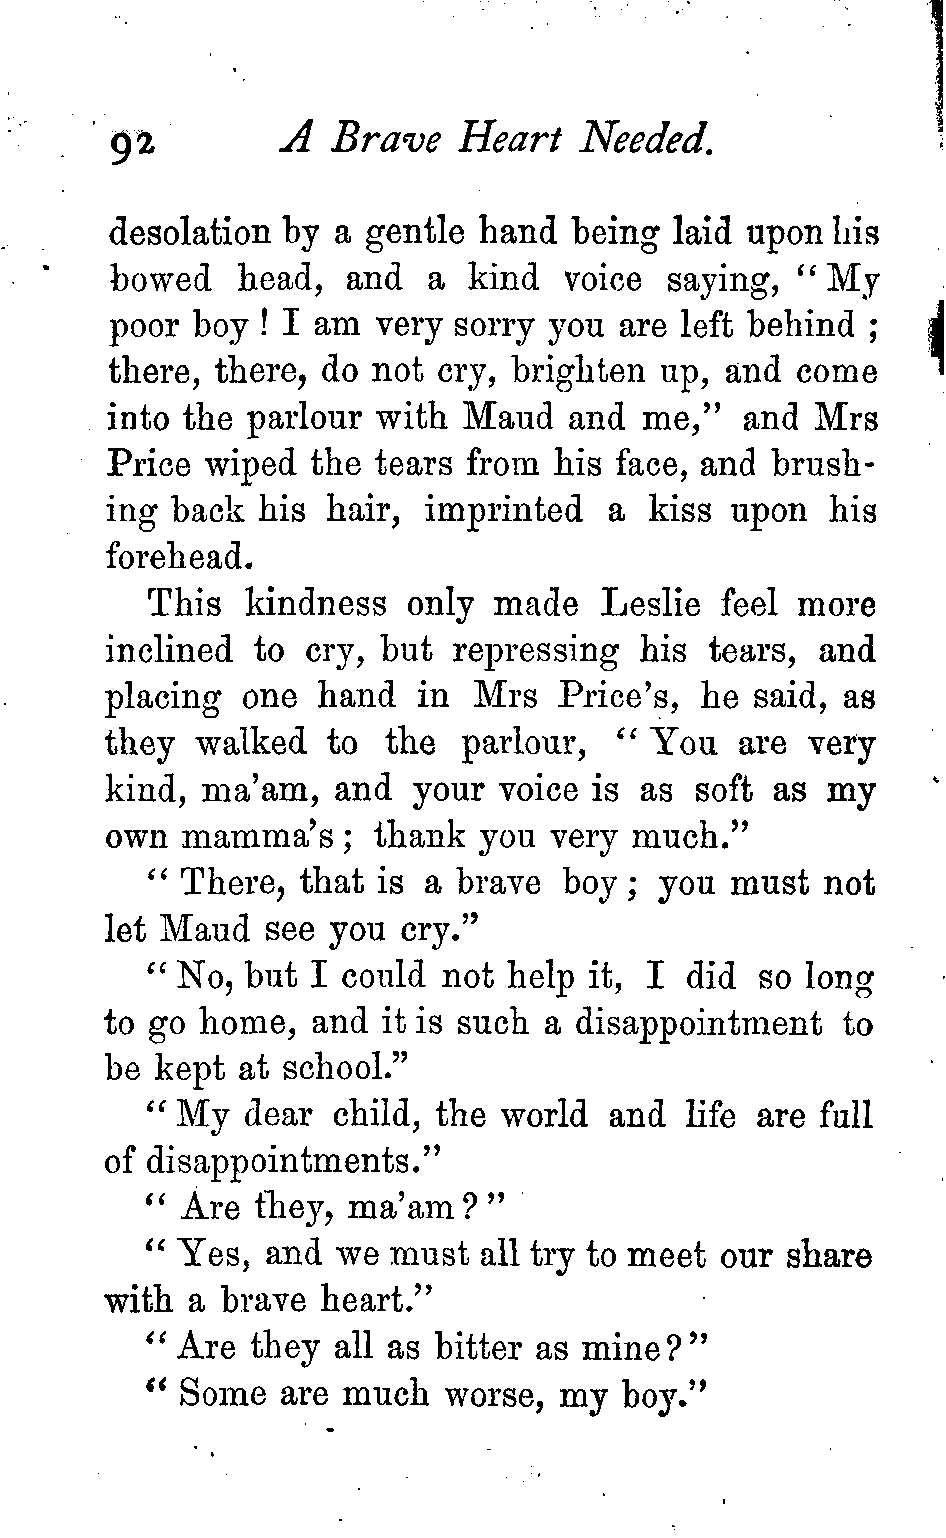 92 A Brave Heart Needed.
desolation by a gentle hand being laid upon his
bowed head, and a kind voice saying, "My
poor boy! I am very sorry you are left behind;
there, there, do not cry, brighten up, and come
into the parlour with Maud and me," and Mrs
Price wiped the tears from his face, and brush-
ing back his hair, imprinted a kiss upon his
forehead.
This kindness only made Leslie feel more
inclined to cry, but repressing his tears, and
placing one hand in Mrs Price's, he said, as
they walked to the parlour, "You are very
kind, ma'am, and your voice is as soft as my
own mamma's; thank you very much."
"There, that is a brave boy; you must not
let Maud see you cry."
"No, but I could not help it, I did so long
to go home, and it is such a disappointment to
be kept at school."
"My dear child, the world and life are full
of disappointments."
"Are they, ma'am?"
"Yes, and we must all try to meet our share
with a brave heart."
"Are they all as bitter as mine?"
"Some are much worse, my boy."